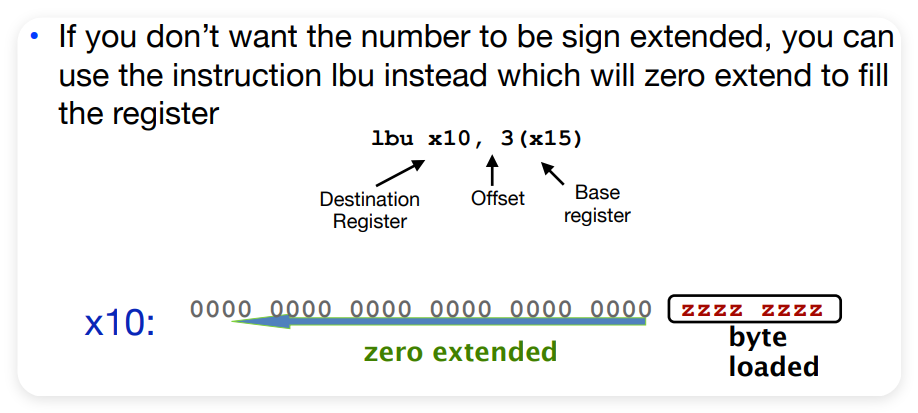 • If you don’t want the number to be sign extended, you can
use the instruction lbu instead which will zero extend to fill
the register
lbu x10, 3(x15)
Destination
Register
Offset
Base
register
x10:
0000 0000 0000 0000 0000 0000
zzzz zzzz
zero extended
byte
loaded